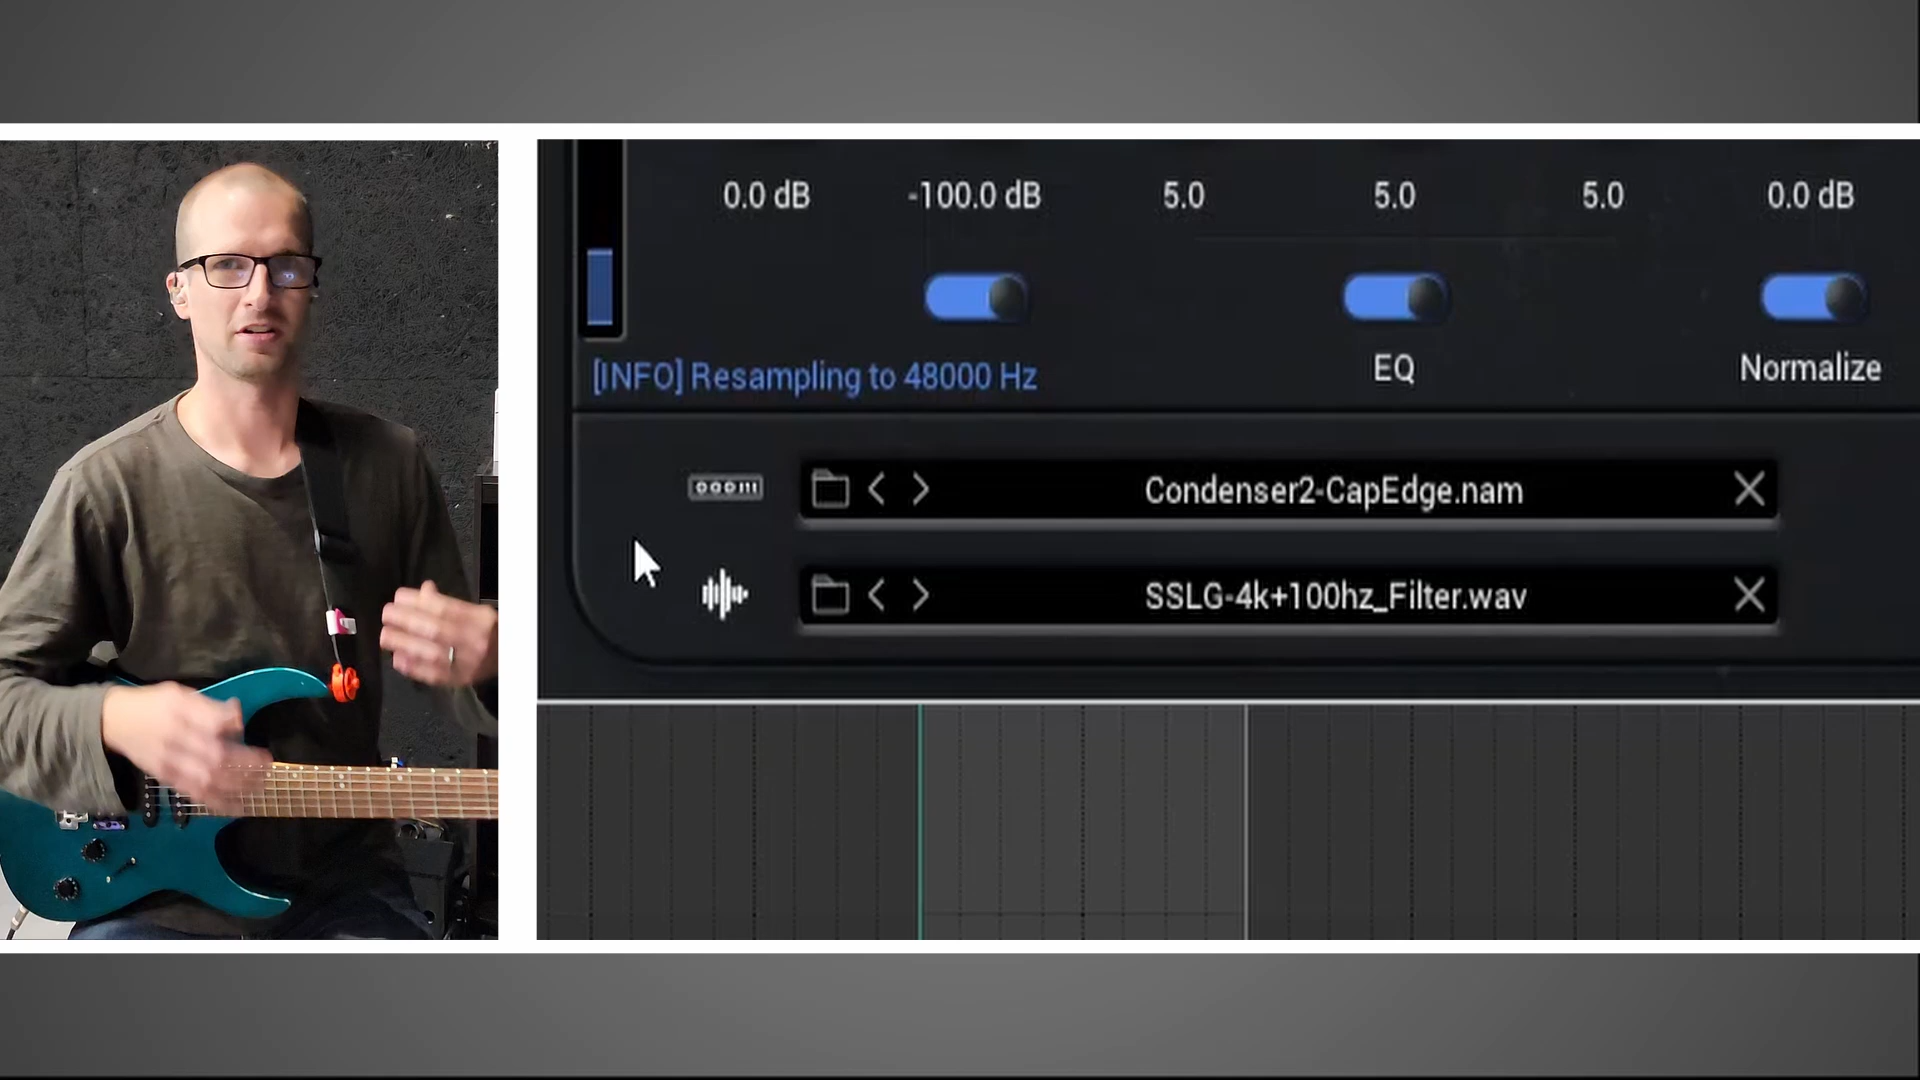 0.0 dB -100.0 dB 5.0 5.0 5.0 0.0 dB
[INFO] Resampling to 48000 Hz EQ Normalize
Condenser2-CapEdge.nam
SSLG-4k+100hz_Filter.wav